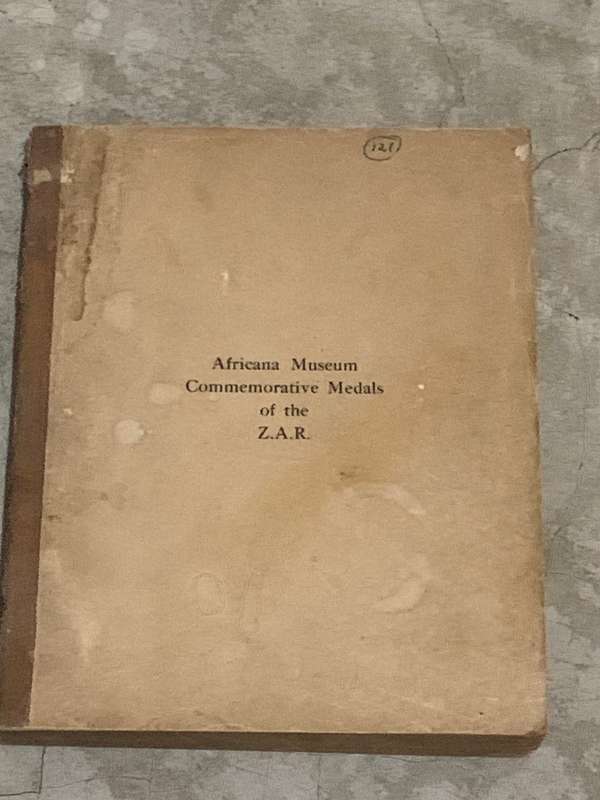 121
Africana Museum
Commemorative Medals
of the
Z.A.R.